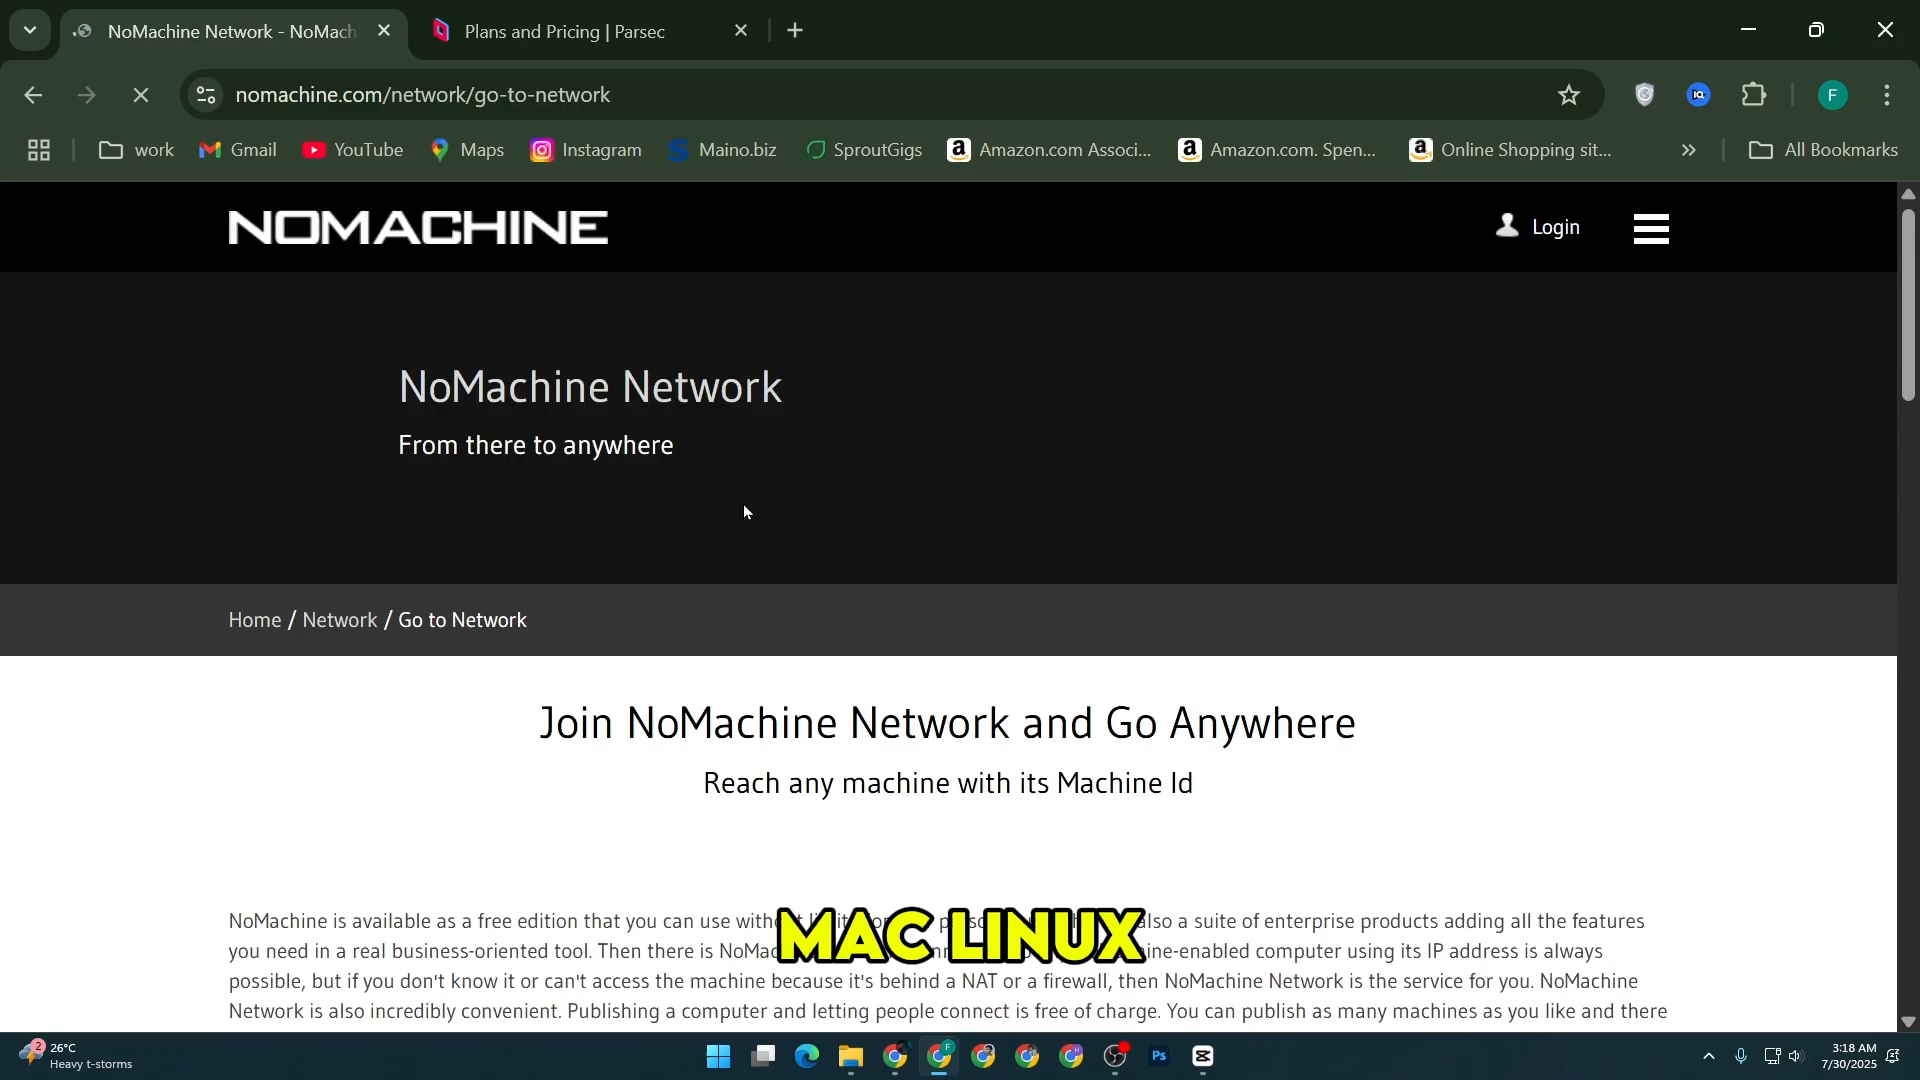 NoMachine Network - NoMach
Plans and Pricing | Parsec
nomachine.com/network/go-to-network
F
work
Gmail
YouTube
Maps
Instagram
Maino.biz
SproutGigs
Amazon.com Associ...
Amazon.com. Spen...
Online Shopping sit...
All Bookmarks
NOMACHINE
Login
NoMachine Network
From there to anywhere
Home / Network / Go to Network
Join NoMachine Network and Go Anywhere
Reach any machine with its Machine Id
NoMachine is available as a free edition that you can use also a suite of enterprise products adding all the features
you need in a real business-oriented tool. Then there is computer using its IP address is always
possible, but if you don't know it or can't access the machine because it's behind a NAT or a firewall, then NoMachine Network is the service for you. NoMachine
Network is also incredibly convenient. Publishing a computer and letting people connect is free of charge. You can publish as many machines as you like and there
MAC LINUX
2
26°C
Heavy t-storms
Ps
3:18 AM
7/30/2025